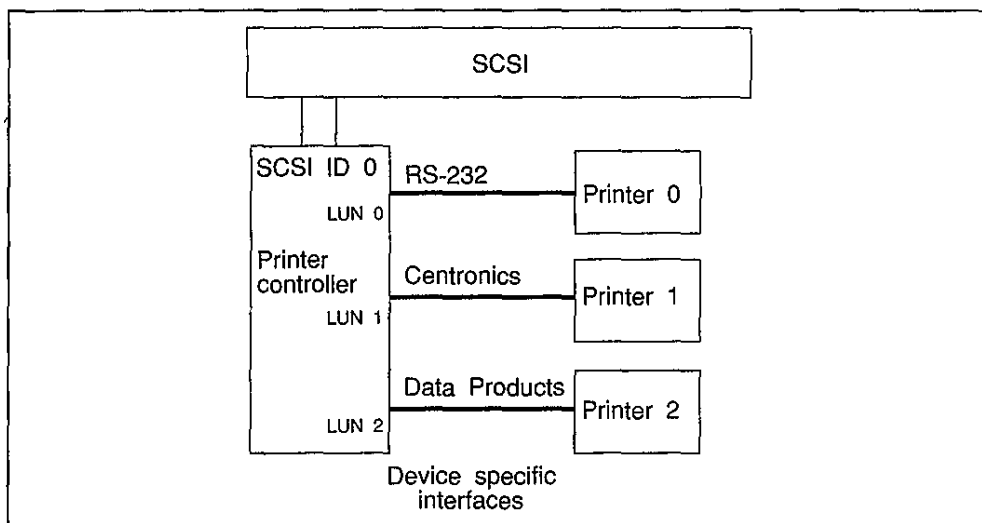 SCSI
SCSI ID 0
RS-232
Printer 0
LUN 0
Printer
controller
Centronics
Printer 1
LUN 1
Data Products
Printer 2
LUN 2
Device specific
interfaces